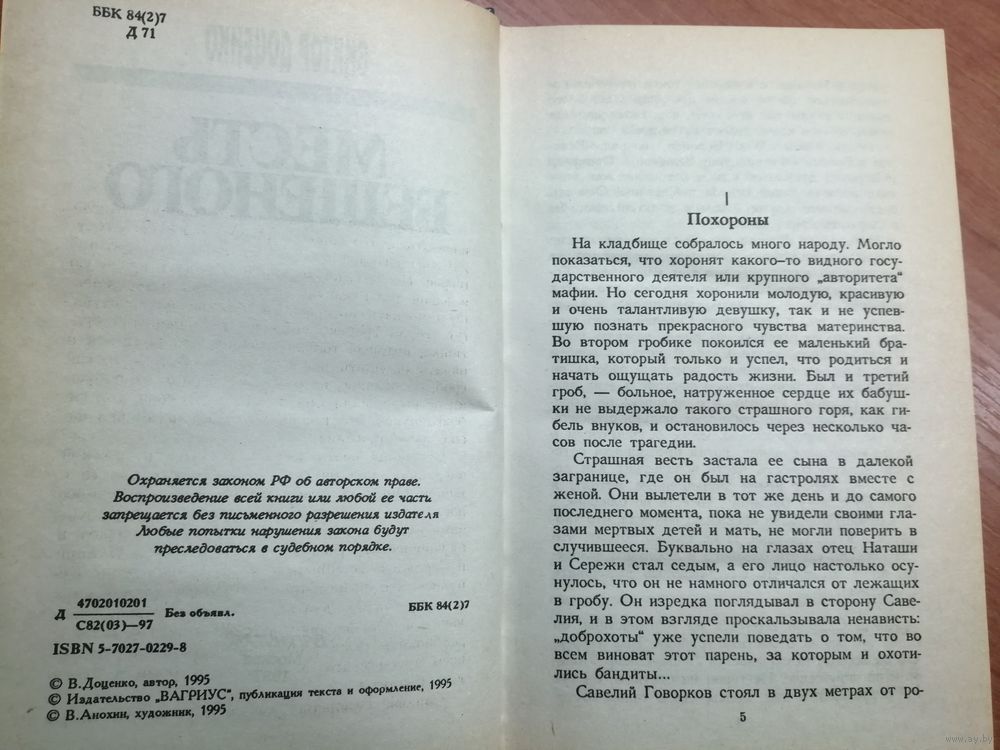 ББК 84(2)7
Д 71
Охраняется законом РФ об авторском праве.
Воспроизведение всей книги или любой ее части
запрещается без письменного разрешения издателя
Любые попытки нарушения закона будут
преследоваться в судебном порядке.
4702010201
Д
Без объявл.
С82(03)—97
ББК 84(2)7
ISBN 5-7027-0229-8
© В.Доценко, автор, 1995
© Издательство „ВАГРИУС“, публикация текста и оформление, 1995
© В.Анохин, художник, 1995
I
Похороны
На кладбище собралось много народу. Могло
показаться, что хоронят какого-то видного госу-
дарственного деятеля или крупного „авторитета“
мафии. Но сегодня хоронили молодую, красивую
и очень талантливую девушку, так и не успев-
шую познать прекрасного чувства материнства.
Во втором гробике покоился ее маленький бра-
тишка, который только и успел, что родиться и
начать ощущать радость жизни. Был и третий
гроб, — больное, натруженное сердце их бабуш-
ки не выдержало такого страшного горя, как ги-
бель внуков, и остановилось через несколько ча-
сов после трагедии.
Страшная весть застала ее сына в далекой
загранице, где он был на гастролях вместе с
женой. Они вылетели в тот же день и до самого
последнего момента, пока не увидели своими гла-
зами мертвых детей и мать, не могли поверить в
случившееся. Буквально на глазах отец Наташи
и Сережи стал седым, а его лицо настолько осу-
нулось, что он не намного отличался от лежащих
в гробу. Он изредка поглядывал в сторону Саве-
лия, и в этом взгляде проскальзывала ненависть:
„доброхоты“ уже успели поведать о том, что во
всем виноват этот парень, за которым и охоти-
лись бандиты...
Савелий Говорков стоял в двух метрах от ро-
5
www.ay.by